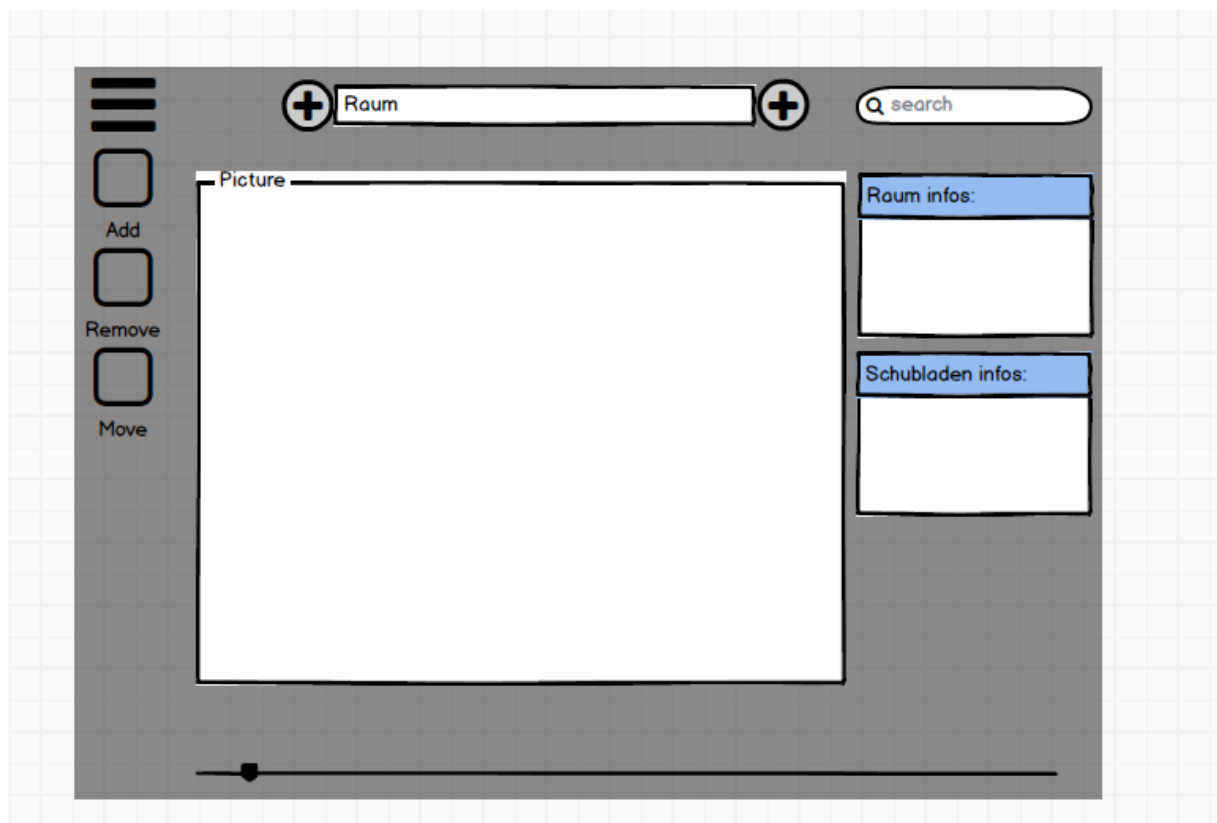 Raum
search
Picture
Raum infos:
Add
Remove
Schubladen infos:
Move